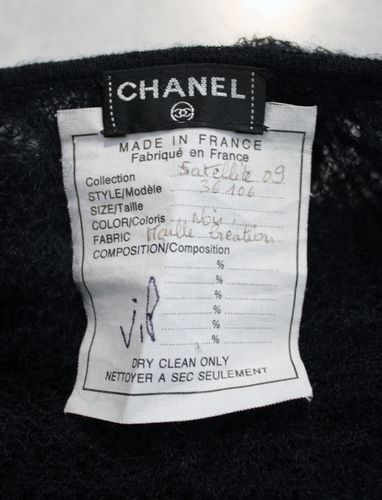 CHANEL
MADE IN FRANCE
Fabriqué en France
Collection Satellite 09
STYLE/Modèle 36106
SIZE/Taille
COLOR/Coloris Noir
FABRIC Maille Création
COMPOSITION/Composition
%
%
%
%
%
%
ViP
DRY CLEAN ONLY
NETTOYER A SEC SEULEMENT